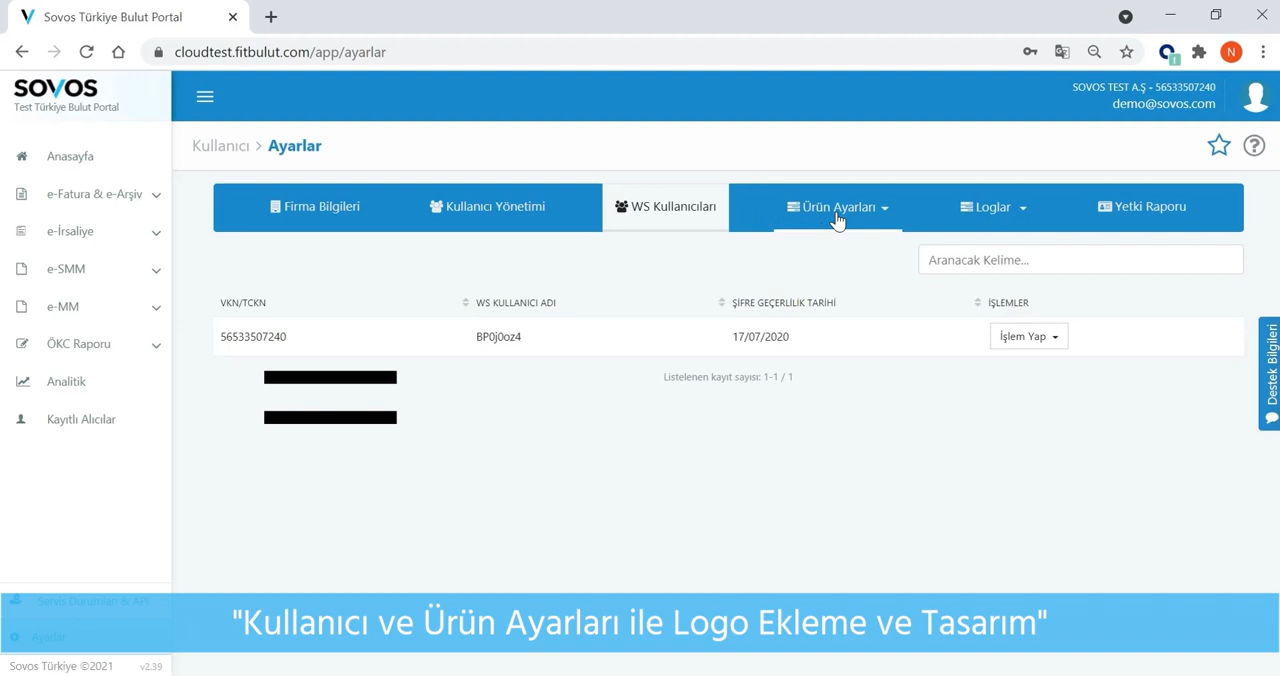 Sovos Türkiye Bulut Portal
cloudtest.fitbulut.com/app/ayarlar
N
SOVOS
Test Türkiye Bulut Portal
SOVOS TEST A.Ş - 56533507240
demo@sovos.com
Kullanıcı > Ayarlar
Anasayfa
e-Fatura & e-Arşiv
e-İrsaliye
e-SMM
e-MM
ÖKC Raporu
Analitik
Kayıtlı Alıcılar
Firma Bilgileri
Kullanıcı Yönetimi
WS Kullanıcıları
Ürün Ayarları
Loglar
Yetki Raporu
Aranacak Kelime...
VKN/TCKN
WS KULLANICI ADI
ŞİFRE GEÇERLİLİK TARİHİ
İŞLEMLER
56533507240
BP0j0oz4
17/07/2020
İşlem Yap
Listelenen kayıt sayısı: 1-1 / 1
Destek Bilgileri
Servis Durumları & API
"Kullanıcı ve Ürün Ayarları ile Logo Ekleme ve Tasarım"
Ayarlar
Sovos Türkiye ©2021
v2.39